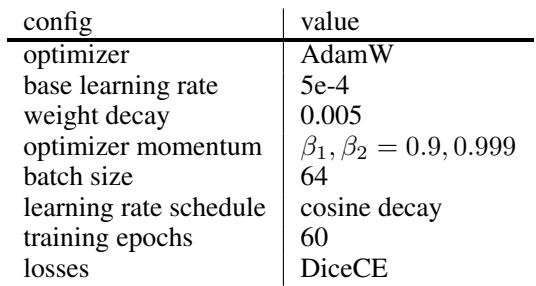 config value
optimizer AdamW
base learning rate 5e-4
weight decay 0.005
optimizer momentum β₁, β₂ = 0.9, 0.999
batch size 64
learning rate schedule cosine decay
training epochs 60
losses DiceCE